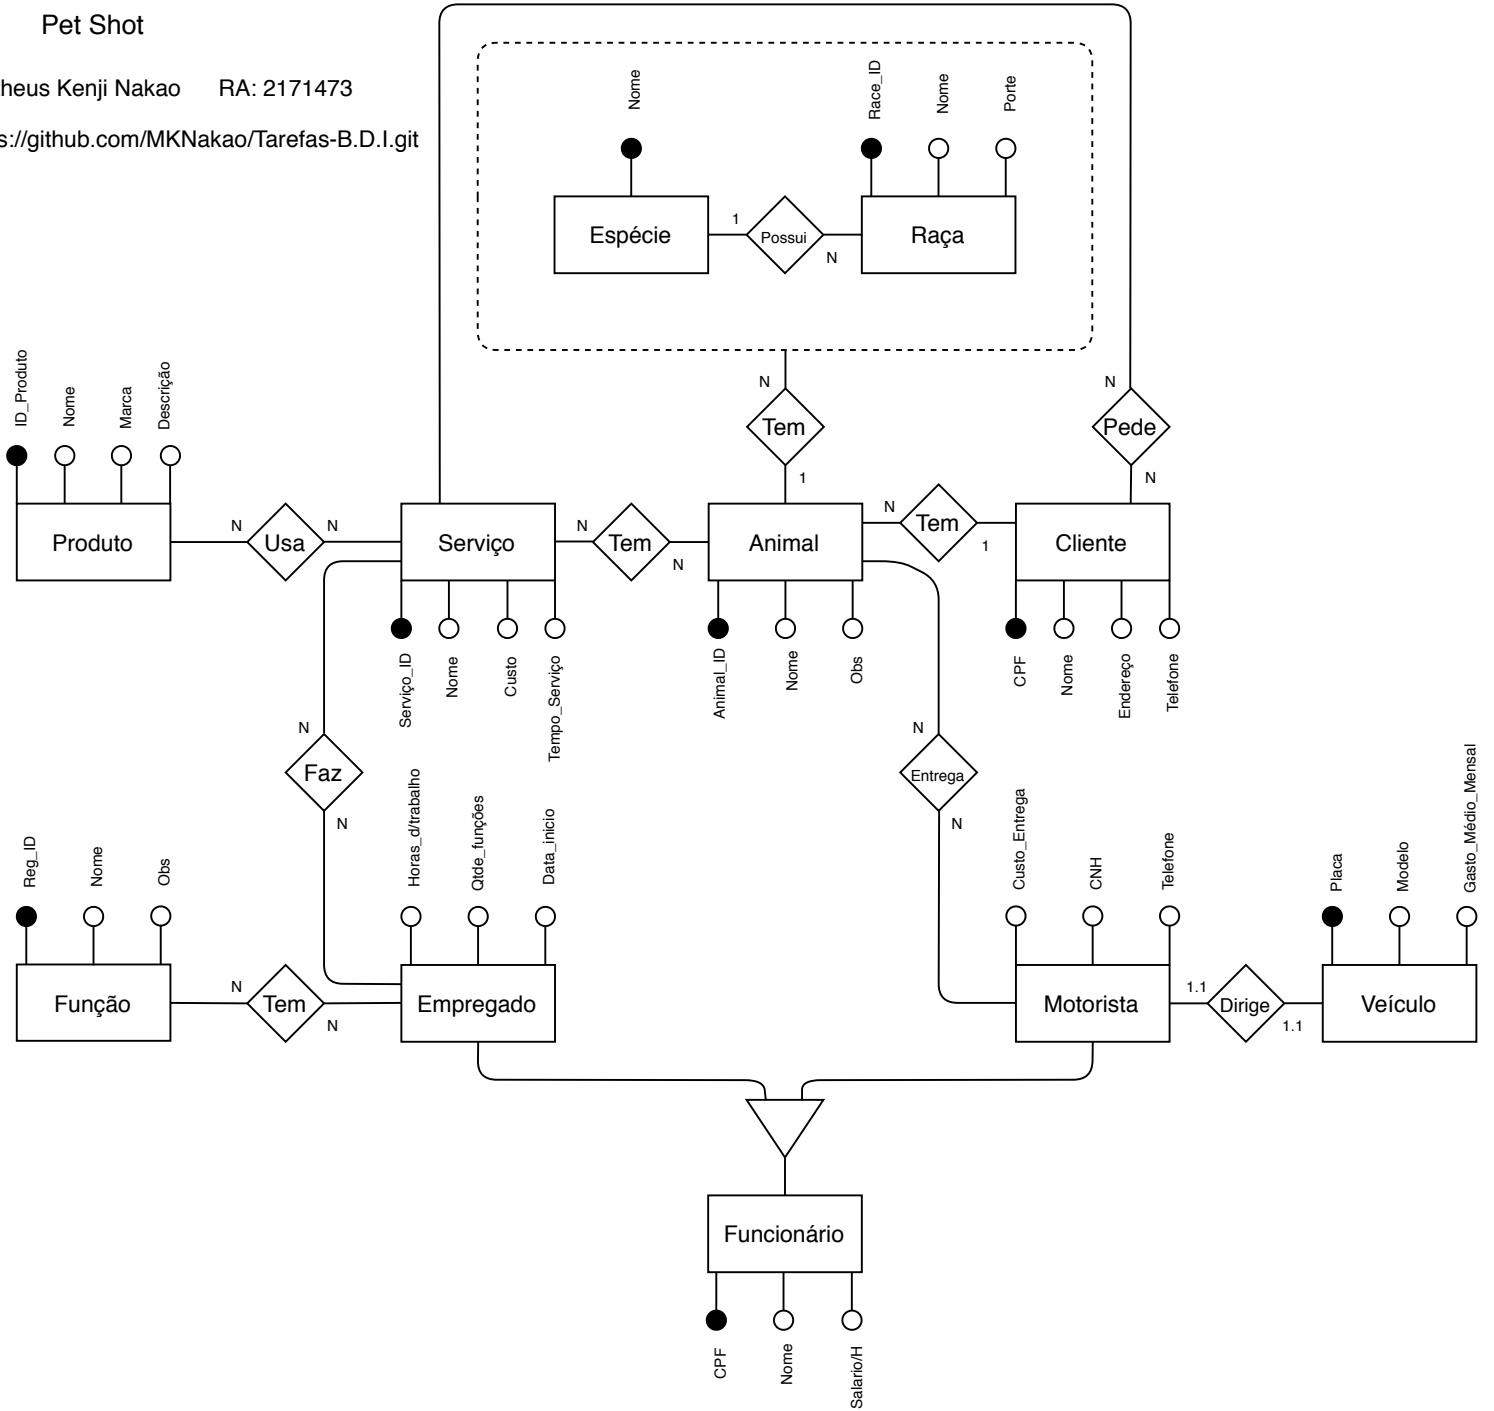 Pet Shot
heus Kenji Nakao RA: 2171473
s://github.com/MKNakao/Tarefas-B.D.I.git
Nome
Race_ID
Nome
Porte
Espécie
1
Possui
N
Raça
N
Tem
1
N
Pede
N
ID_Produto
Nome
Marca
Descrição
Produto
N
Usa
N
Serviço
N
Tem
N
Animal
N
Tem
1
Cliente
Serviço_ID
Nome
Custo
Tempo_Serviço
Animal_ID
Nome
Obs
CPF
Nome
Endereço
Telefone
N
Faz
N
N
Entrega
N
Reg_ID
Nome
Obs
Horas_d/trabalho
Qtde_funções
Data_inicio
Custo_Entrega
CNH
Telefone
Placa
Modelo
Gasto_Médio_Mensal
Função
N
Tem
N
Empregado
Motorista
1.1
Dirige
1.1
Veículo
Funcionário
CPF
Nome
Salario/H